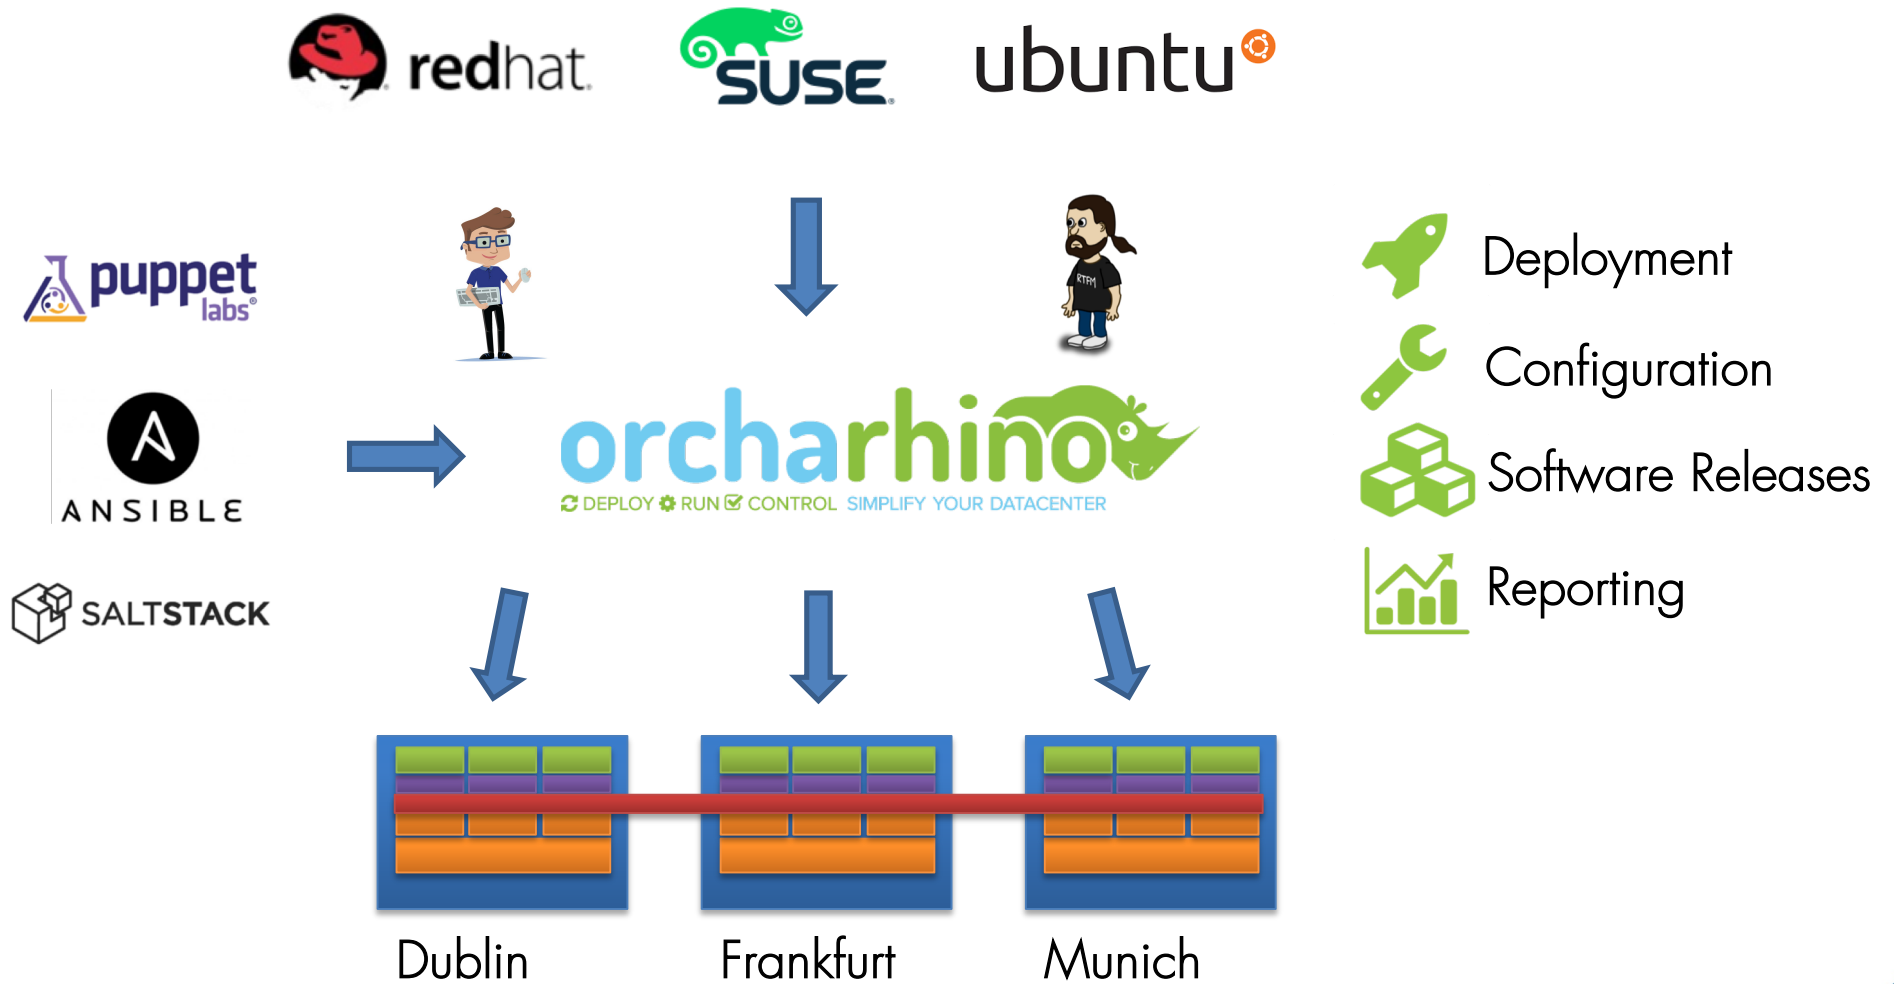 redhat.
SUSE
ubuntu
puppet
labs®
RTFM
ANSIBLE
SALTSTACK
orcharhino
DEPLOY RUN CONTROL SIMPLIFY YOUR DATACENTER
Deployment
Configuration
Software Releases
Reporting
Dublin
Frankfurt
Munich